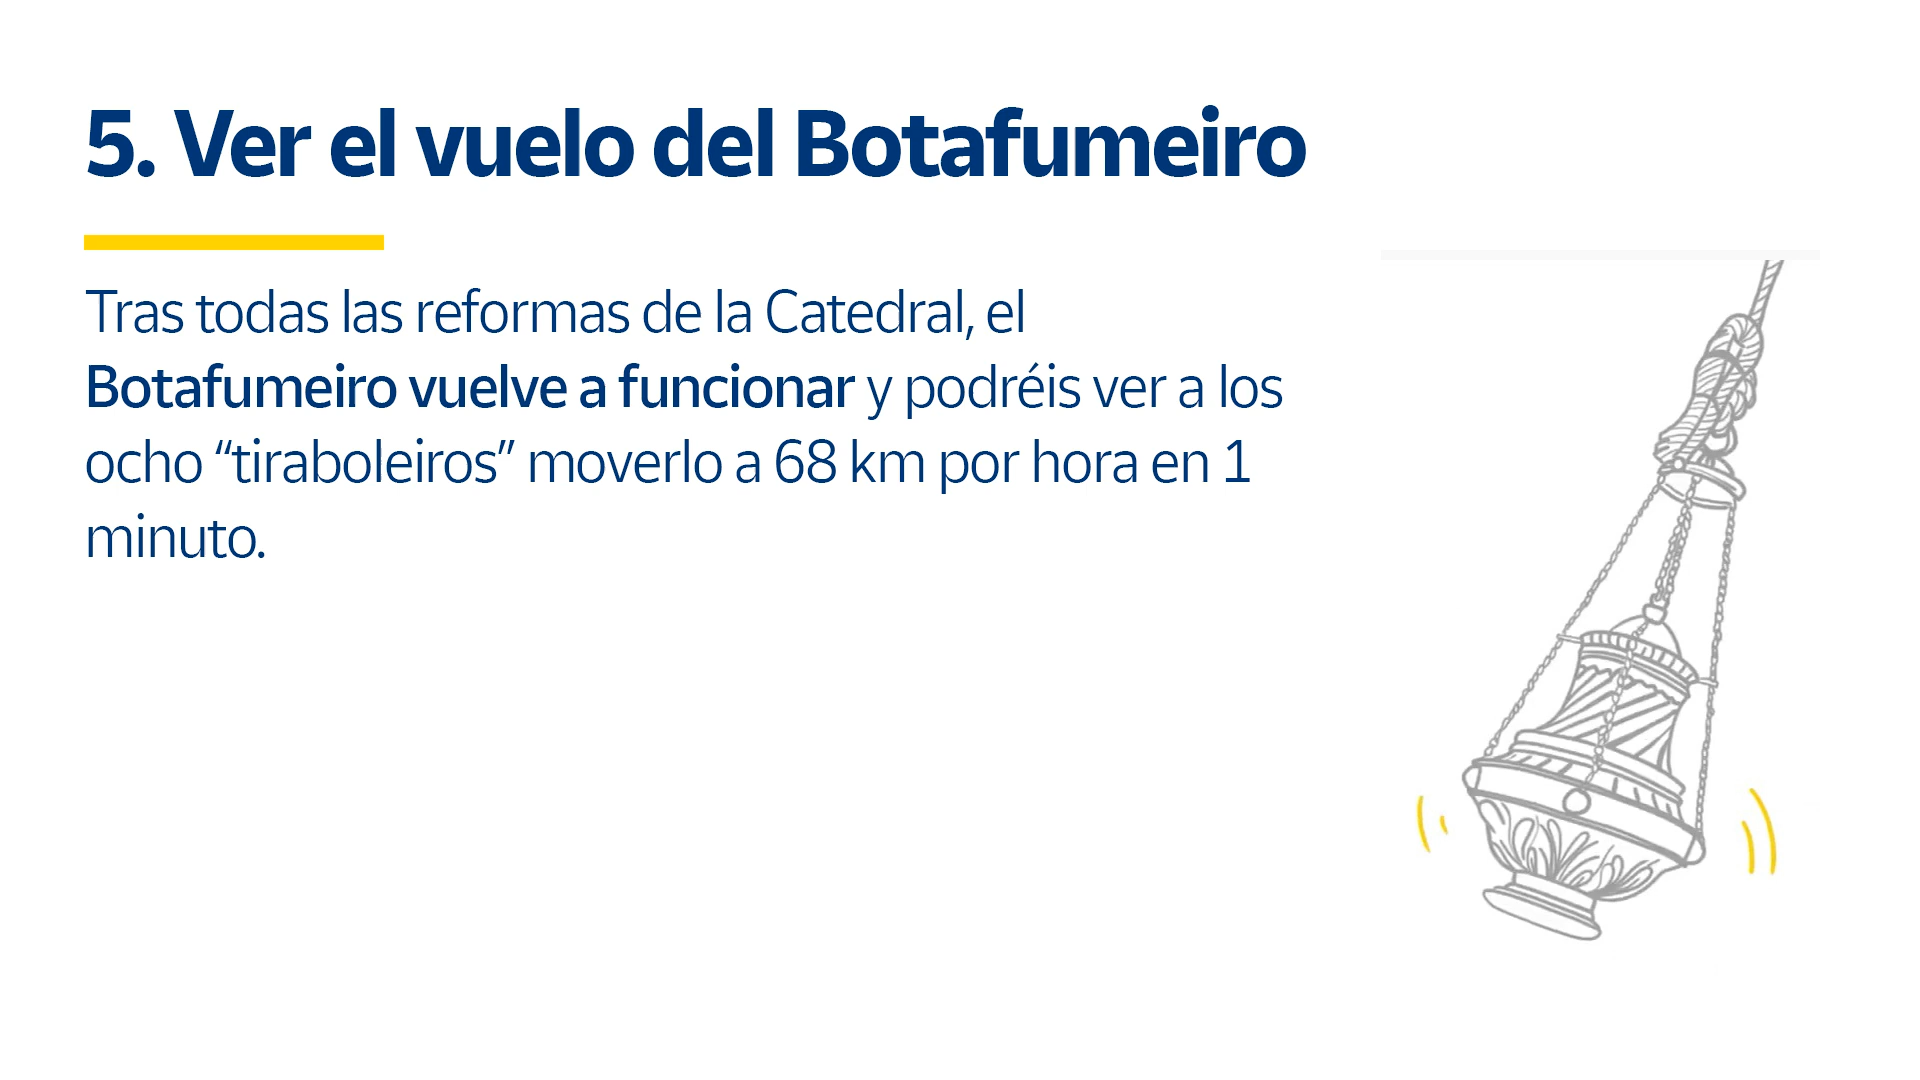 5. Ver el vuelo del Botafumeiro
Tras todas las reformas de la Catedral, el
Botafumeiro vuelve a funcionar y podréis ver a los
ocho “tiraboleiros” moverlo a 68 km por hora en 1
minuto.